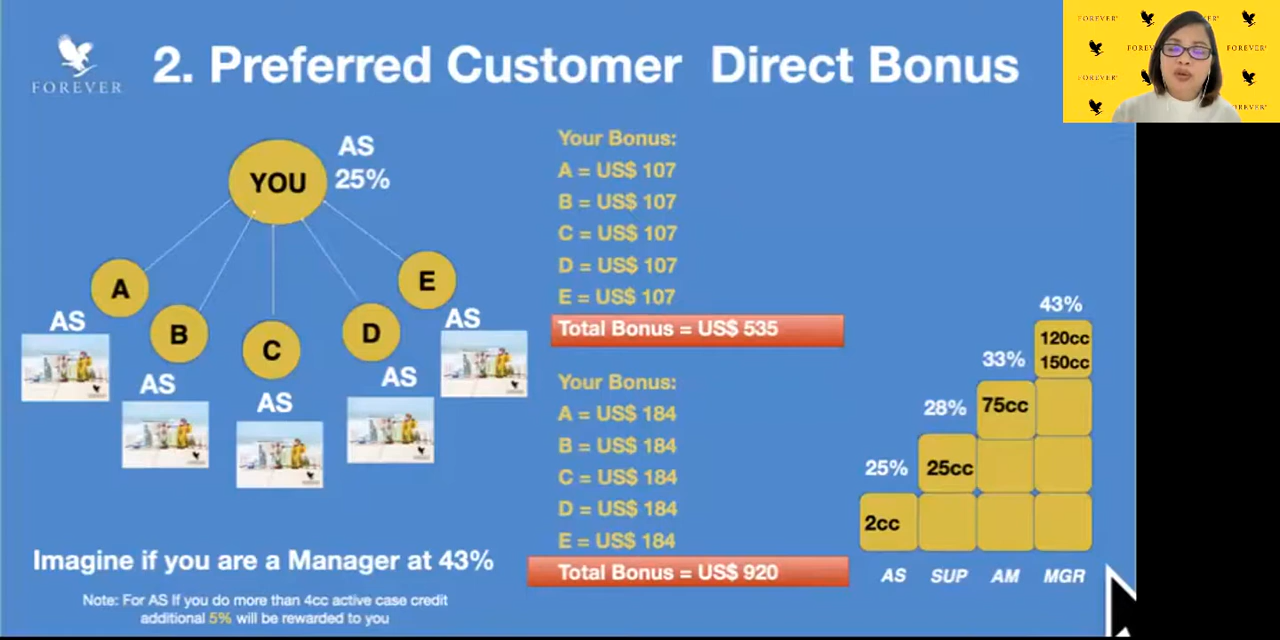 FOREVER
2. Preferred Customer Direct Bonus
YOU
AS
25%
A
B
C
D
E
AS
AS
AS
AS
AS
Imagine if you are a Manager at 43%
Note: For AS If you do more than 4cc active case credit
additional 5% will be rewarded to you
Your Bonus:
A = US$ 107
B = US$ 107
C = US$ 107
D = US$ 107
E = US$ 107
Total Bonus = US$ 535
Your Bonus:
A = US$ 184
B = US$ 184
C = US$ 184
D = US$ 184
E = US$ 184
Total Bonus = US$ 920
43%
120cc
150cc
33%
75cc
28%
25cc
25%
2cc
AS SUP AM MGR
FOREVER
FOREVER
FOREVER